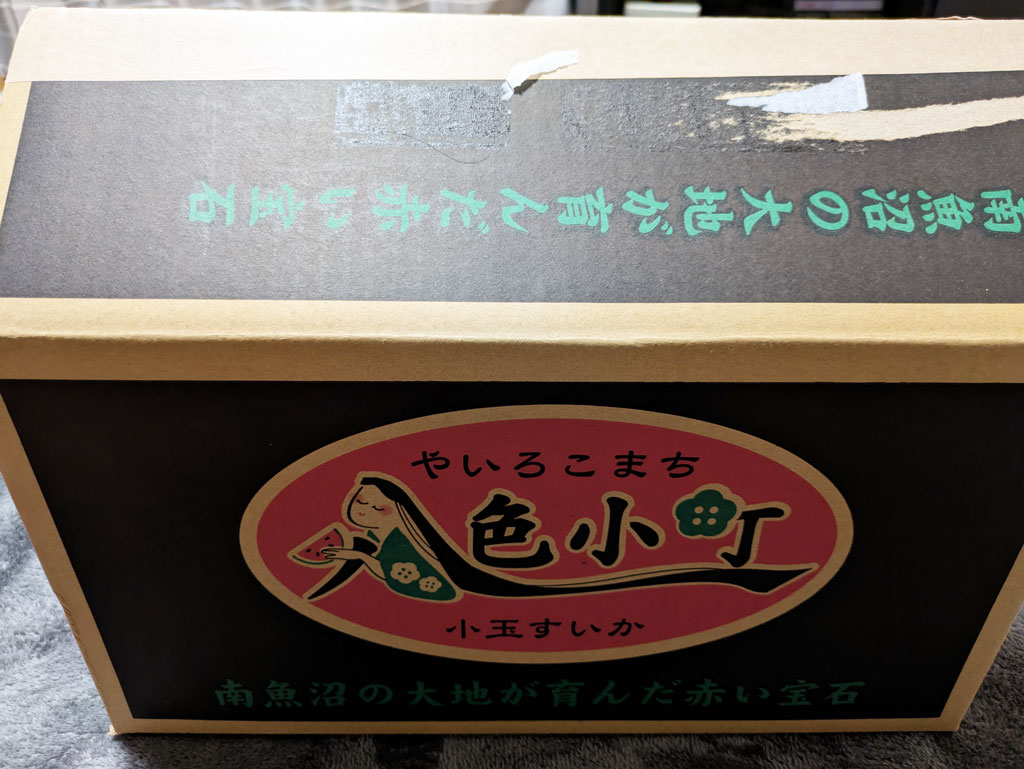 南魚沼の大地が育んだ赤い宝石
やいろこまち
八色小町
小玉すいか
南魚沼の大地が育んだ赤い宝石